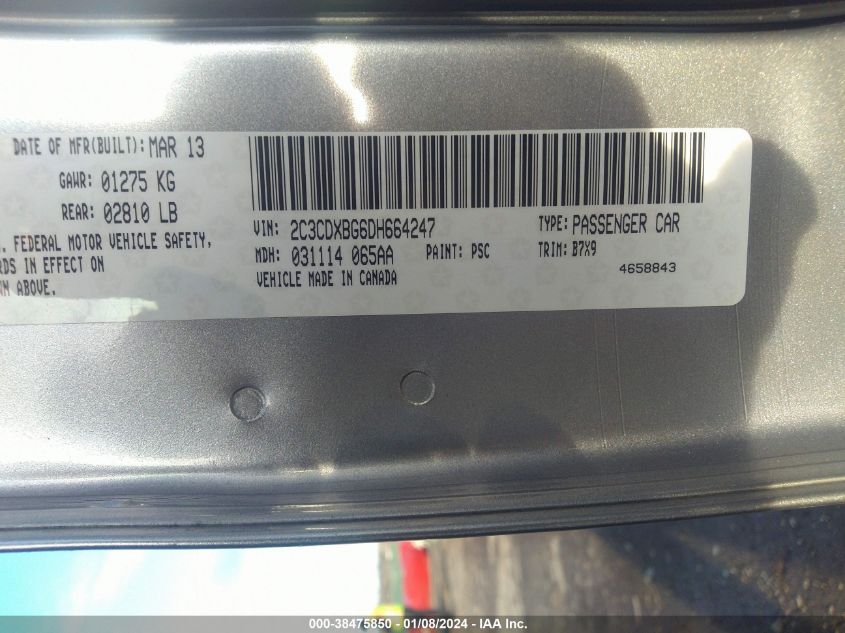 DATE OF MFR(BUILT): MAR 13
GAWR: 01275 KG
REAR: 02810 LB
FEDERAL MOTOR VEHICLE SAFETY,
RDS IN EFFECT ON
WN ABOVE.
VIN: 2C3CDXBG6DH664247
TYPE: PASSENGER CAR
MDH: 031114 065AA
PAINT: PSC
TRIM: B7X9
VEHICLE MADE IN CANADA
4658843
000-38475850 - 01/08/2024 - IAA Inc.